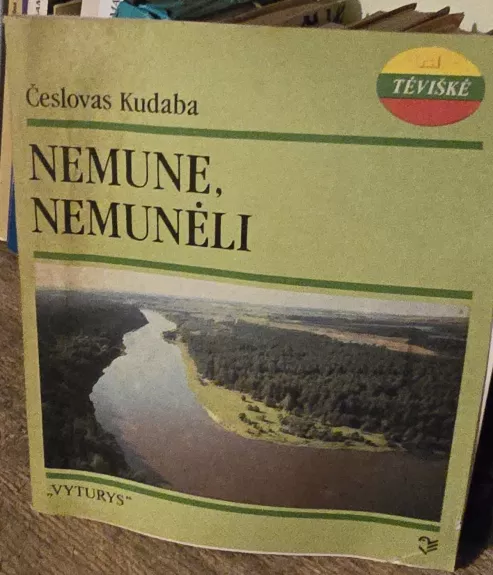 Česlovas Kudaba
TĖVIŠKĖ
NEMUNE,
NEMUNĖLI
„VYTURYS“